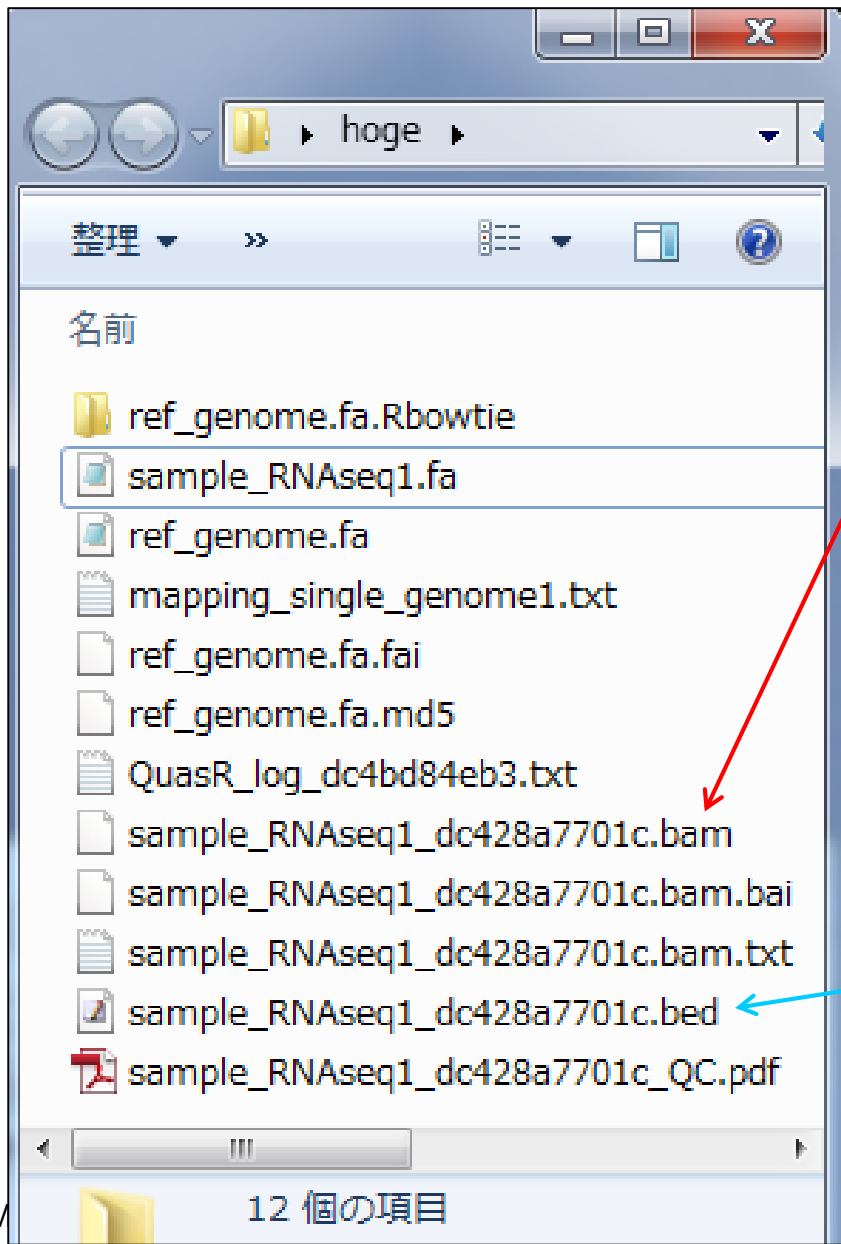 hoge
整理
名前
ref_genome.fa.Rbowtie
sample_RNAseq1.fa
ref_genome.fa
mapping_single_genome1.txt
ref_genome.fa.fai
ref_genome.fa.md5
QuasR_log_dc4bd84eb3.txt
sample_RNAseq1_dc428a7701c.bam
sample_RNAseq1_dc428a7701c.bam.bai
sample_RNAseq1_dc428a7701c.bam.txt
sample_RNAseq1_dc428a7701c.bed
sample_RNAseq1_dc428a7701c_QC.pdf
12 個の項目